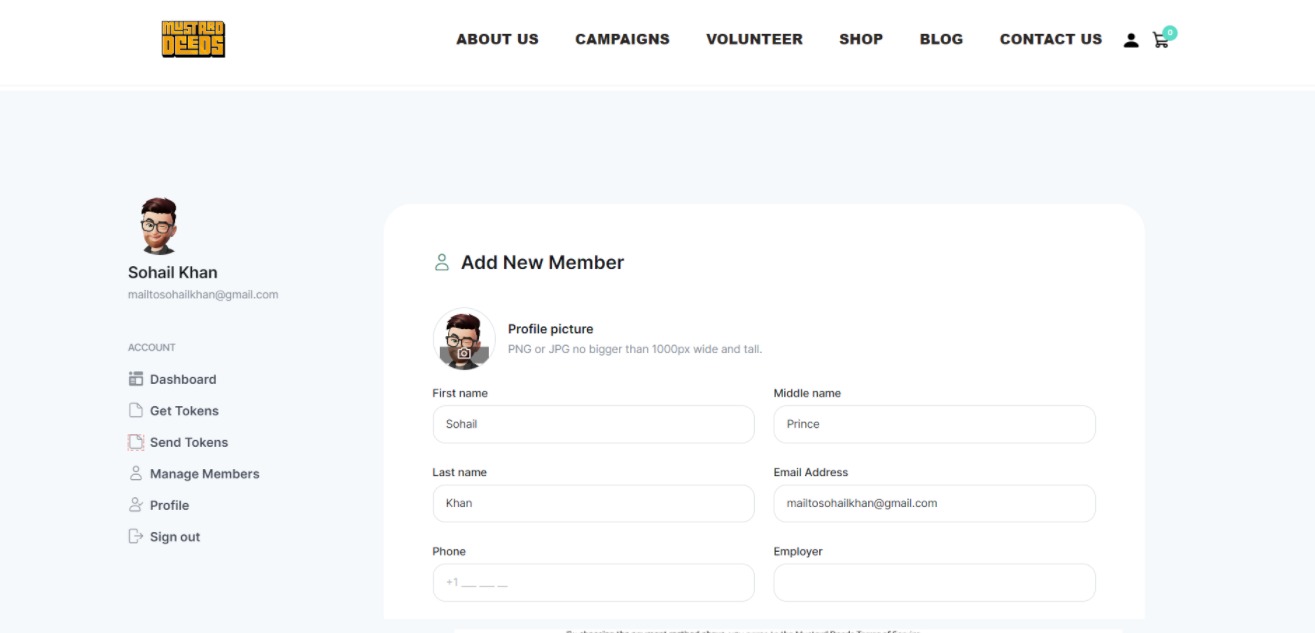 MUSTARD
DEEDS
ABOUT US CAMPAIGNS VOLUNTEER SHOP BLOG CONTACT US 0
Sohail Khan
mailtosohailkhan@gmail.com
ACCOUNT
Dashboard
Get Tokens
Send Tokens
Manage Members
Profile
Sign out
Add New Member
Profile picture
PNG or JPG no bigger than 1000px wide and tall.
First name Middle name
Sohail Prince
Last name Email Address
Khan mailtosohailkhan@gmail.com
Phone Employer
+1 ___ ___ __